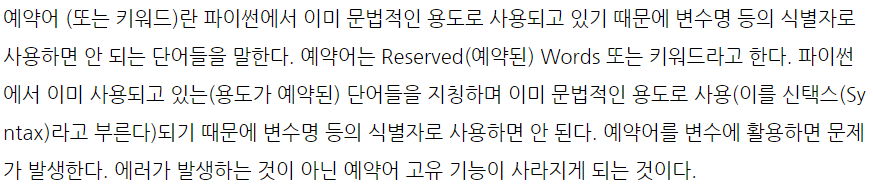 예약어 (또는 키워드)란 파이썬에서 이미 문법적인 용도로 사용되고 있기 때문에 변수명 등의 식별자로
사용하면 안 되는 단어들을 말한다. 예약어는 Reserved(예약된) Words 또는 키워드라고 한다. 파이썬
에서 이미 사용되고 있는(용도가 예약된) 단어들을 지칭하며 이미 문법적인 용도로 사용(이를 신택스(Sy
ntax)라고 부른다)되기 때문에 변수명 등의 식별자로 사용하면 안 된다. 예약어를 변수에 활용하면 문제
가 발생한다. 에러가 발생하는 것이 아닌 예약어 고유 기능이 사라지게 되는 것이다.